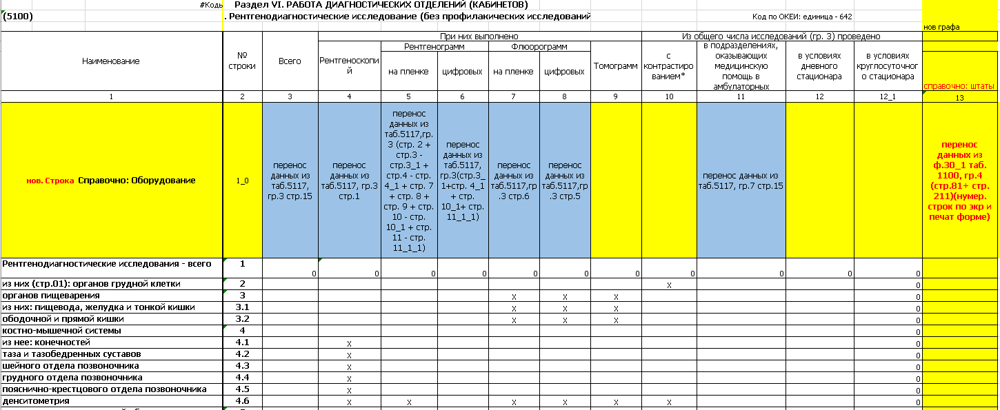 #Коды Раздел VI. РАБОТА ДИАГНОСТИЧЕСКИХ ОТДЕЛЕНИЙ (КАБИНЕТОВ)
(5100) . Рентгенодиагностические исследование (без профилакических исследований Код по ОКЕИ: единица - 642
нов графа
Наименование
№
строки
Всего
При них выполнено
Рентгеноскопи
й
Рентгенограмм
на пленке
цифровых
Флюорограмм
на пленке
цифровых
Томограмм
Из общего числа исследований (гр. 3) проведено
с
контрастиро
ванием*
в подразделениях,
оказывающих
медицинскую
помощь в
амбулаторных
в условиях
дневного
стационара
в условиях
круглосуточног
о стационара
справочно: штаты
1 2 3 4 5 6 7 8 9 10 11 12 12_1 13
нов. Строка Справочно: Оборудование
1_0
перенос
данных из
таб.5117,
гр.3 стр.15
перенос
данных из
таб.5117, гр.3
стр.1
перенос
данных из
таб.5117,гр.
3 (стр. 2 +
стр.3 -
стр.3_1 +
стр.4 - стр.
4_1 + стр. 7
+ стр. 8 +
стр. 9 + стр.
10 - стр.
10_1 + стр.
11 - стр.
11_1_1)
перенос
данных из
таб.5117,
гр.3(стр.3_
1+стр. 4_1
+ стр.
10_1+ стр.
11_1_1)
перенос
данных из
таб.5117,гр
.3 стр.6
перенос
данных из
таб.5117,гр
.3 стр.5
перенос данных из
таб.5117, гр.7 стр.15
перенос
данных из
ф.30_1 таб.
1100, гр.4
(стр.81+ стр.
211)(нумер.
строк по экр и
печат форме)
Рентгенодиагностические исследования - всего 1 0 0 0 0 0 0 0 0 0 0 0
из них (стр.01): органов грудной клетки 2 X 0
органов пищеварения 3 X X X 0
из них: пищевода, желудка и тонкой кишки 3.1 X X X 0
ободочной и прямой кишки 3.2 X X X 0
костно-мышечной системы 4 0
из нее: конечностей 4.1 X 0
таза и тазобедренных суставов 4.2 X 0
шейного отдела позвоночника 4.3 X 0
грудного отдела позвоночника 4.4 X 0
пояснично-крестцового отдела позвоночника 4.5 X 0
денситометрия 4.6 X X X X X X 0